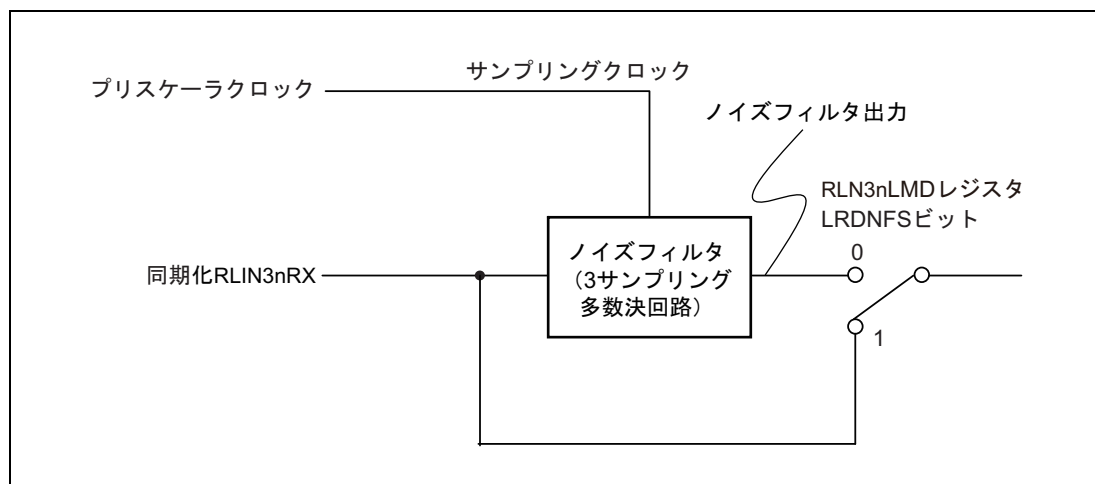 サンプリングクロック
プリスケーラクロック
ノイズフィルタ出力
RLN3nLMDレジスタ
LRDNFSビット
0
同期化RLIN3nRX
ノイズフィルタ
（3サンプリング
多数決回路）
1